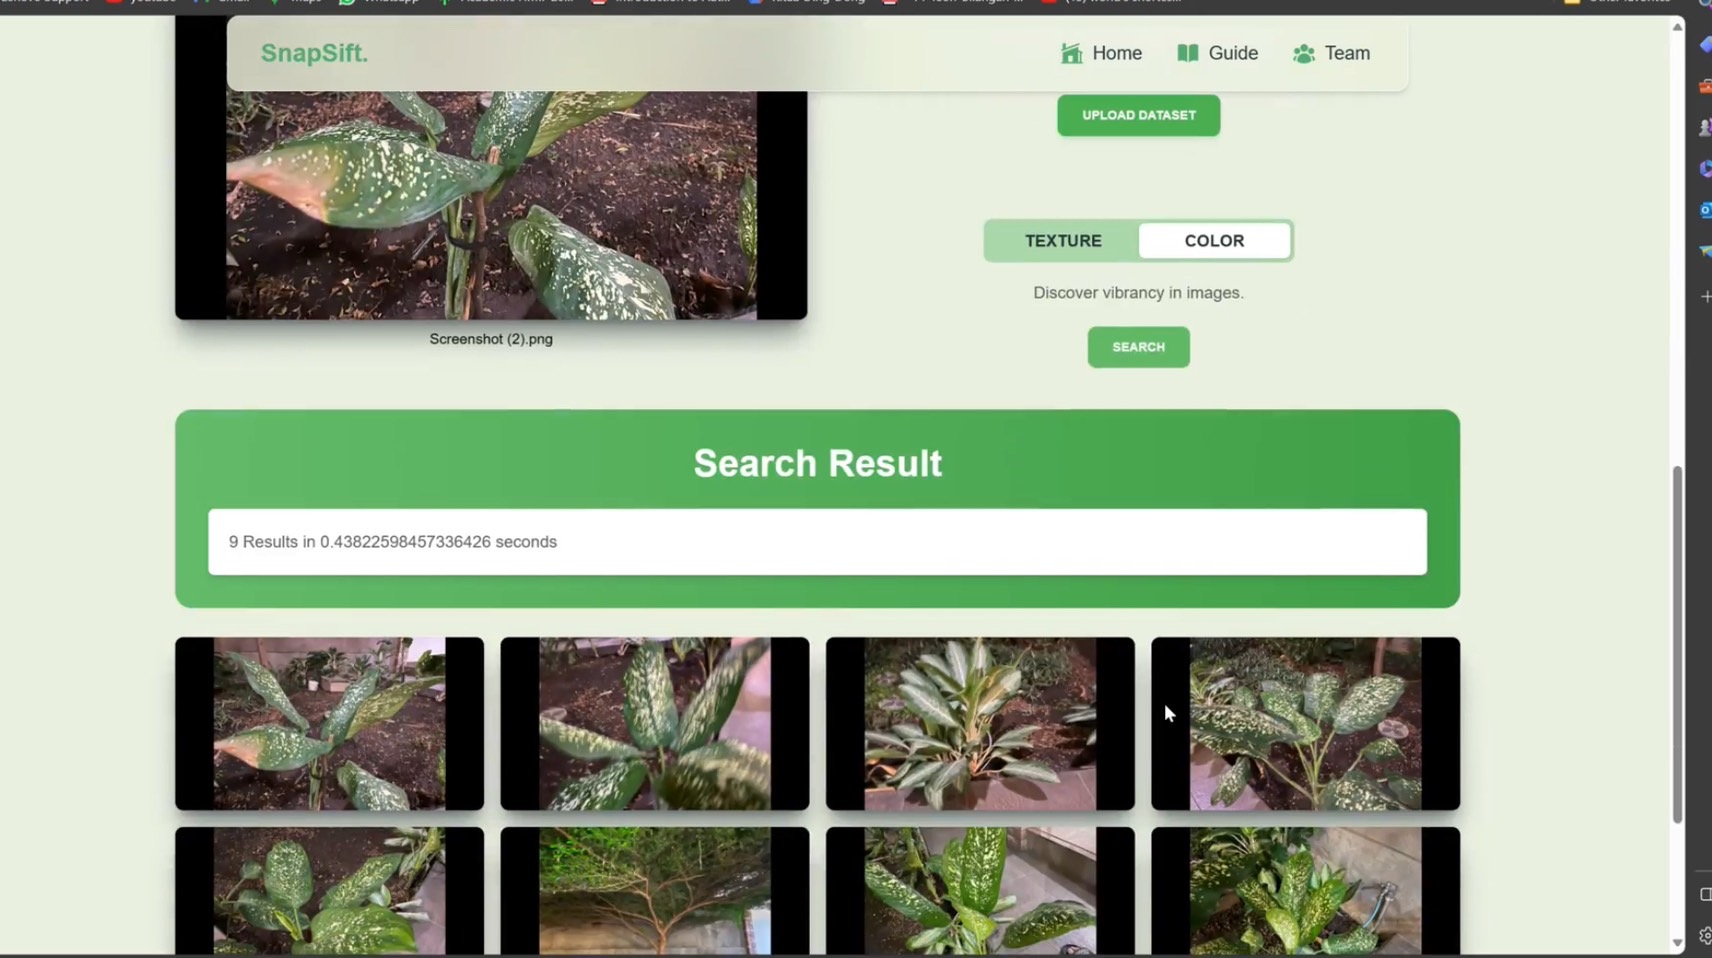 SnapSift.
Home
Guide
Team
UPLOAD DATASET
TEXTURE
COLOR
Discover vibrancy in images.
SEARCH
Screenshot (2).png
Search Result
9 Results in 0.43822598457336426 seconds